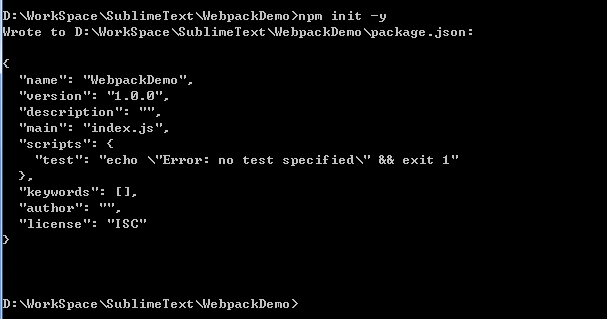 D:\WorkSpace\SublimeText\WebpackDemo>npm init -y
Wrote to D:\WorkSpace\SublimeText\WebpackDemo\package.json:
{
  "name": "WebpackDemo",
  "version": "1.0.0",
  "description": "",
  "main": "index.js",
  "scripts": {
    "test": "echo \"Error: no test specified\" && exit 1"
  },
  "keywords": [],
  "author": "",
  "license": "ISC"
}
D:\WorkSpace\SublimeText\WebpackDemo>